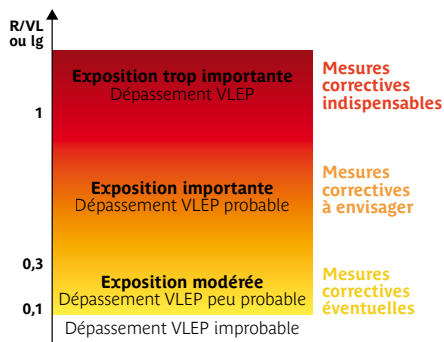 R/VL
ou lg
1
0,3
0,1
Exposition trop importante
Dépassement VLEP
Exposition importante
Dépassement VLEP probable
Exposition modérée
Dépassement VLEP peu probable
Dépassement VLEP improbable
Mesures
correctives
indispensables
Mesures
correctives
à envisager
Mesures
correctives
éventuelles